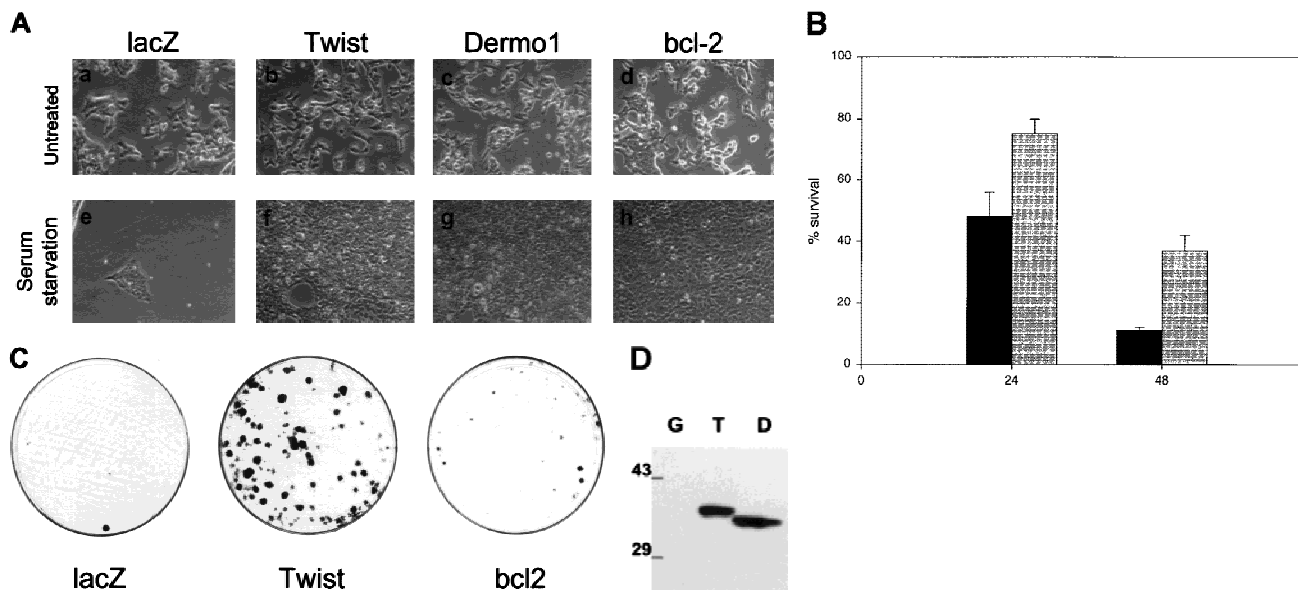 A
lacZ Twist Dermo1 bcl-2
Untreated
a b c d
Serum
starvation
e f g h
B
% survival
100
80
60
40
20
0
0 24 48
C
lacZ Twist bcl2
D
G T D
43
29